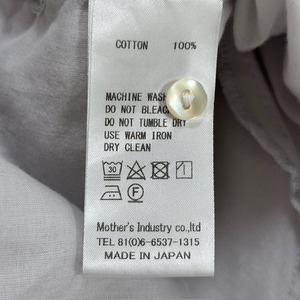 COTTON 100%
MACHINE WASH
DO NOT BLEACH
DO NOT TUMBLE DRY
USE WARM IRON
DRY CLEAN
30
F
Mother's Industry co.,ltd
TEL 81(0)6-6537-1315
MADE IN JAPAN